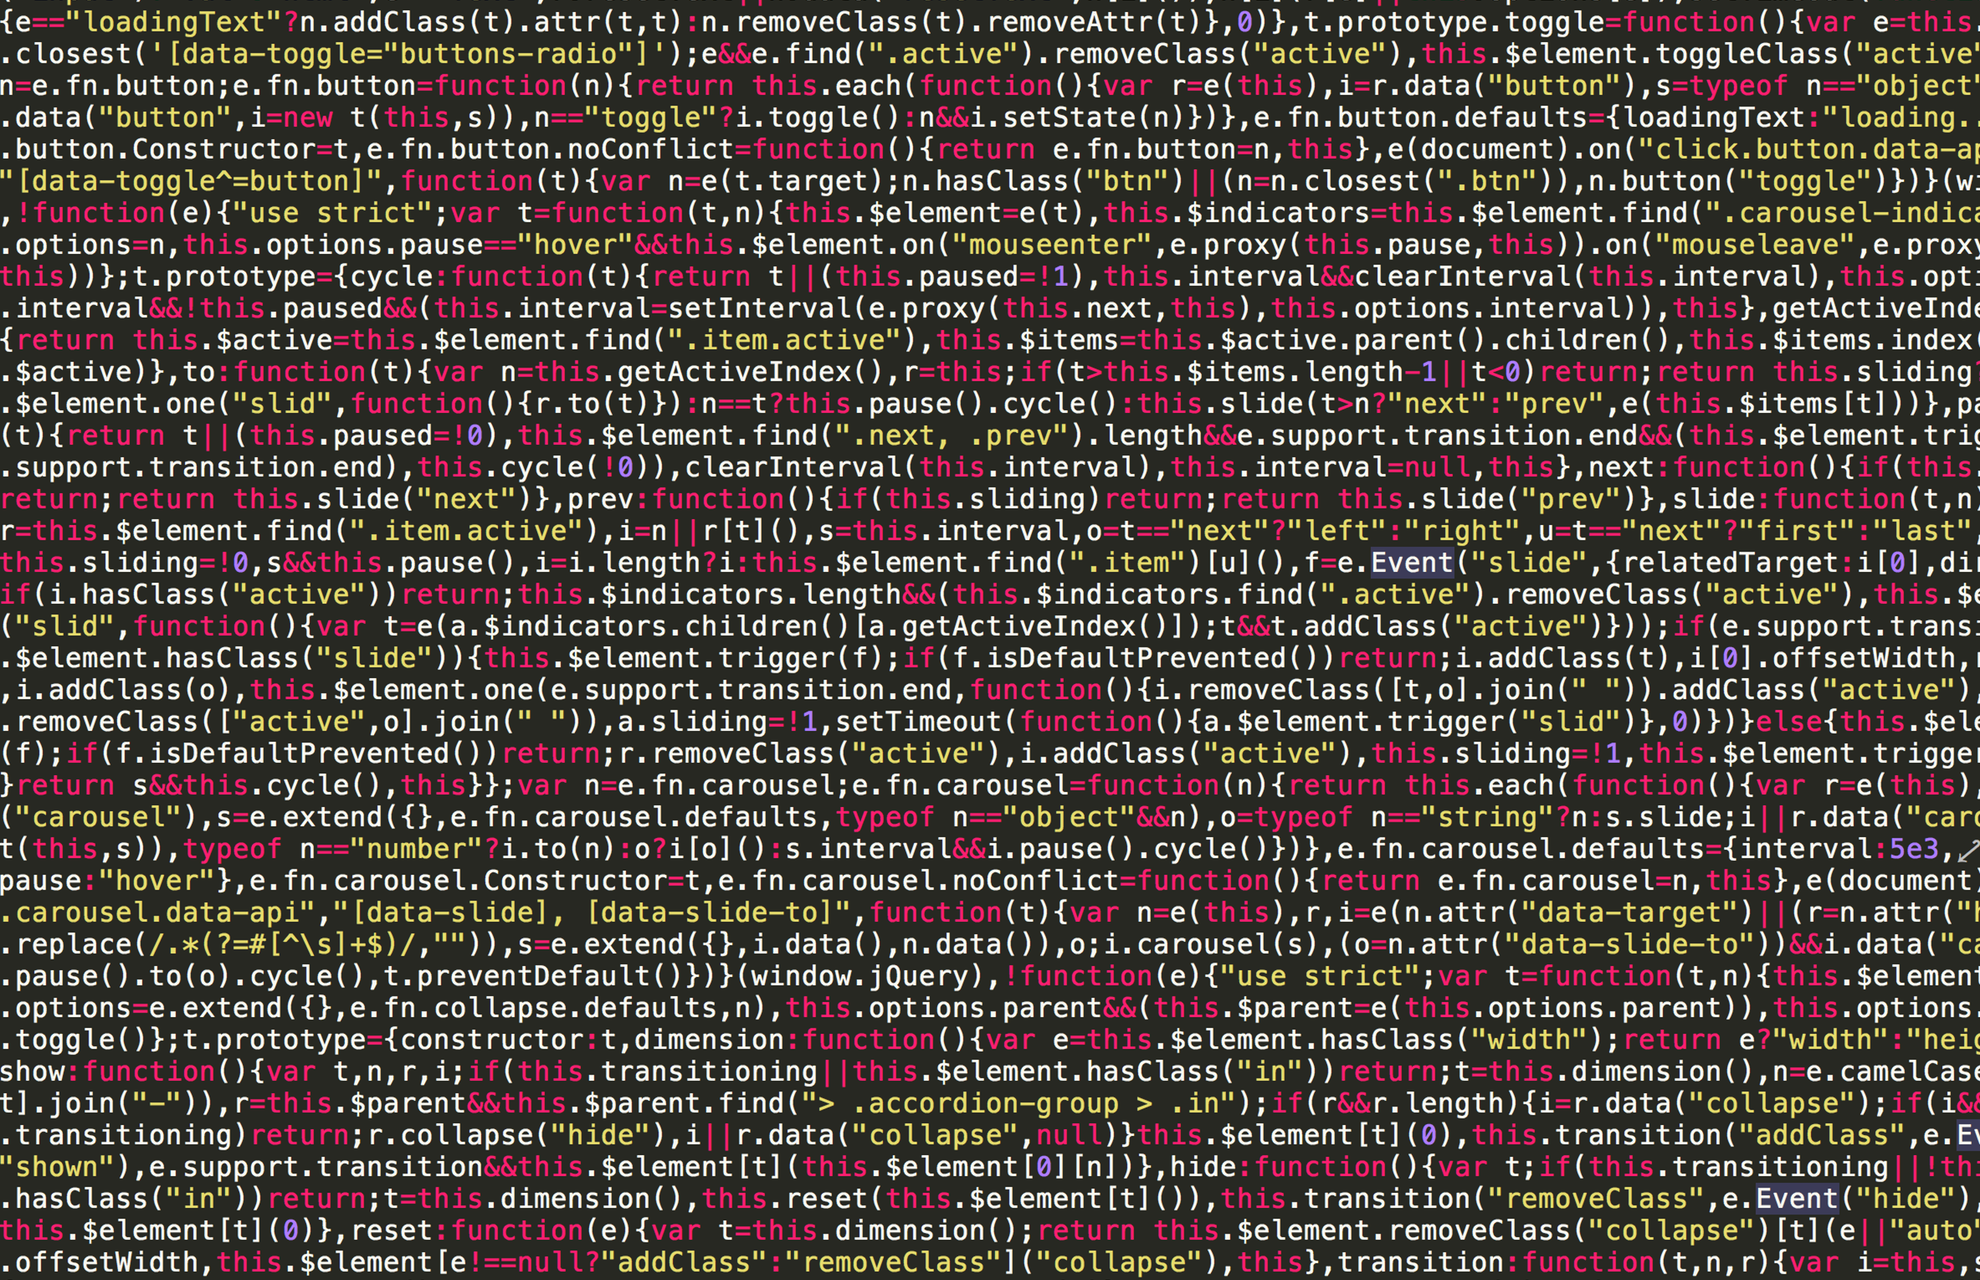 {e=="loadingText"?n.addClass(t).attr(t,t):n.removeClass(t).removeAttr(t)},0)},t.prototype.toggle=function(){var e=this.
.closest('[data-toggle="buttons-radio"]');e&&e.find(".active").removeClass("active"),this.$element.toggleClass("active
n=e.fn.button;e.fn.button=function(n){return this.each(function(){var r=e(this),i=r.data("button"),s=typeof n=="object"
.data("button",i=new t(this,s)),n=="toggle"?i.toggle():n&&i.setState(n)})},e.fn.button.defaults={loadingText:"loading..
.button.Constructor=t,e.fn.button.noConflict=function(){return e.fn.button=n,this},e(document).on("click.button.data-ap
"[data-toggle^=button]",function(t){var n=e(t.target);n.hasClass("btn")||(n=n.closest(".btn")),n.button("toggle")})}(wi
,!function(e){"use strict";var t=function(t,n){this.$element=e(t),this.$indicators=this.$element.find(".carousel-indica
.options=n,this.options.pause=="hover"&&this.$element.on("mouseenter",e.proxy(this.pause,this)).on("mouseleave",e.proxy
this))};t.prototype={cycle:function(t){return t||(this.paused=!1),this.interval&&clearInterval(this.interval),this.opti
.interval&&!this.paused&&(this.interval=setInterval(e.proxy(this.next,this),this.options.interval)),this},getActiveInde
{return this.$active=this.$element.find(".item.active"),this.$items=this.$active.parent().children(),this.$items.index(
.$active)},to:function(t){var n=this.getActiveIndex(),r=this;if(t>this.$items.length-1||t<0)return;return this.sliding?
.$element.one("slid",function(){r.to(t)}):n==t?this.pause().cycle():this.slide(t>n?"next":"prev",e(this.$items[t]))},pa
(t){return t||(this.paused=!0),this.$element.find(".next, .prev").length&&e.support.transition.end&&(this.$element.trig
.support.transition.end),this.cycle(!0)),clearInterval(this.interval),this.interval=null,this},next:function(){if(this.
return;return this.slide("next")},prev:function(){if(this.sliding)return;return this.slide("prev")},slide:function(t,n)
r=this.$element.find(".item.active"),i=n||r[t](),s=this.interval,o=t=="next"?"left":"right",u=t=="next"?"first":"last",
this.sliding=!0,s&&this.pause(),i=i.length?i:this.$element.find(".item")[u](),f=e.Event("slide",{relatedTarget:i[0],dir
if(i.hasClass("active"))return;this.$indicators.length&&(this.$indicators.find(".active").removeClass("active"),this.$e
("slid",function(){var t=e(a.$indicators.children()[a.getActiveIndex()]);t&&t.addClass("active")}));if(e.support.trans
.$element.hasClass("slide")){this.$element.trigger(f);if(f.isDefaultPrevented())return;i.addClass(t),i[0].offsetWidth,
,i.addClass(o),this.$element.one(e.support.transition.end,function(){i.removeClass([t,o].join(" ")).addClass("active")
.removeClass(["active",o].join(" ")),a.sliding=!1,setTimeout(function(){a.$element.trigger("slid")},0)})}else{this.$ele
(f);if(f.isDefaultPrevented())return;r.removeClass("active"),i.addClass("active"),this.sliding=!1,this.$element.trigger
}return s&&this.cycle(),this}};var n=e.fn.carousel;e.fn.carousel=function(n){return this.each(function(){var r=e(this),
("carousel"),s=e.extend({},e.fn.carousel.defaults,typeof n=="object"&&n),o=typeof n=="string"?n:s.slide;i||r.data("caro
t(this,s)),typeof n=="number"?i.to(n):o?i[o]():s.interval&&i.pause().cycle()})},e.fn.carousel.defaults={interval:5e3,
pause:"hover"},e.fn.carousel.Constructor=t,e.fn.carousel.noConflict=function(){return e.fn.carousel=n,this},e(document)
.carousel.data-api","[data-slide], [data-slide-to]",function(t){var n=e(this),r,i=e(n.attr("data-target")||(r=n.attr("h
.replace(/.*(?=#[^\s]+$)/,"")),s=e.extend({},i.data(),n.data()),o;i.carousel(s),(o=n.attr("data-slide-to"))&&i.data("ca
.pause().to(o).cycle(),t.preventDefault()})}(window.jQuery),!function(e){"use strict";var t=function(t,n){this.$element
.options=e.extend({},e.fn.collapse.defaults,n),this.options.parent&&(this.$parent=e(this.options.parent)),this.options.
.toggle()};t.prototype={constructor:t,dimension:function(){var e=this.$element.hasClass("width");return e?"width":"heig
show:function(){var t,n,r,i;if(this.transitioning||this.$element.hasClass("in"))return;t=this.dimension(),n=e.camelCase
t].join("-")),r=this.$parent&&this.$parent.find("> .accordion-group > .in");if(r&&r.length){i=r.data("collapse");if(i&&
.transitioning)return;r.collapse("hide"),i||r.data("collapse",null)}this.$element[t](0),this.transition("addClass",e.Ev
"shown"),e.support.transition&&this.$element[t](this.$element[0][n])},hide:function(){var t;if(this.transitioning||!thi
.hasClass("in"))return;t=this.dimension(),this.reset(this.$element[t]()),this.transition("removeClass",e.Event("hide"),
this.$element[t](0)},reset:function(e){var t=this.dimension();return this.$element.removeClass("collapse")[t](e||"auto"
.offsetWidth,this.$element[e!==null?"addClass":"removeClass"]("collapse"),this},transition:function(t,n,r){var i=this,s